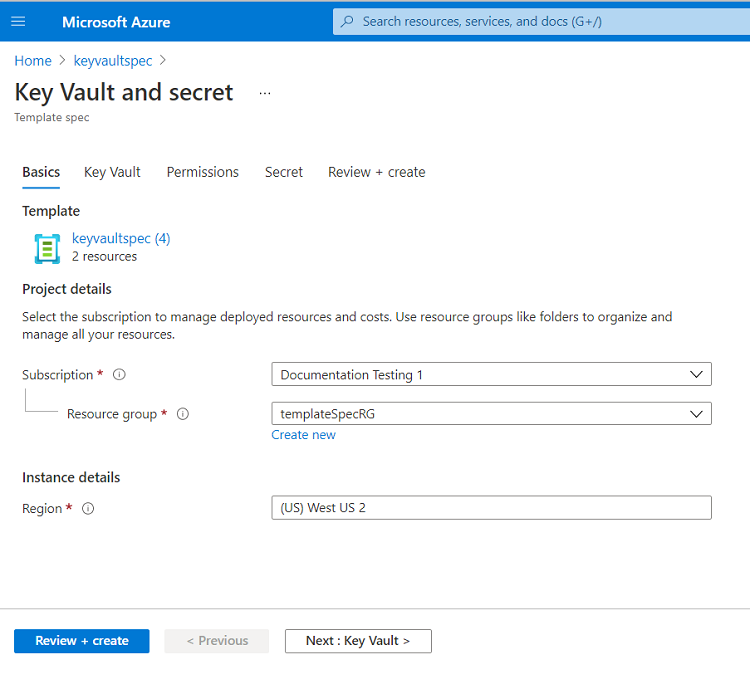 Microsoft Azure
Search resources, services, and docs (G+/)
Home > keyvaultspec >
Key Vault and secret ...
Template spec
Basics Key Vault Permissions Secret Review + create
Template
keyvaultspec (4)
2 resources
Project details
Select the subscription to manage deployed resources and costs. Use resource groups like folders to organize and
manage all your resources.
Subscription * Documentation Testing 1
Resource group * templateSpecRG
Create new
Instance details
Region * (US) West US 2
Review + create < Previous Next : Key Vault >